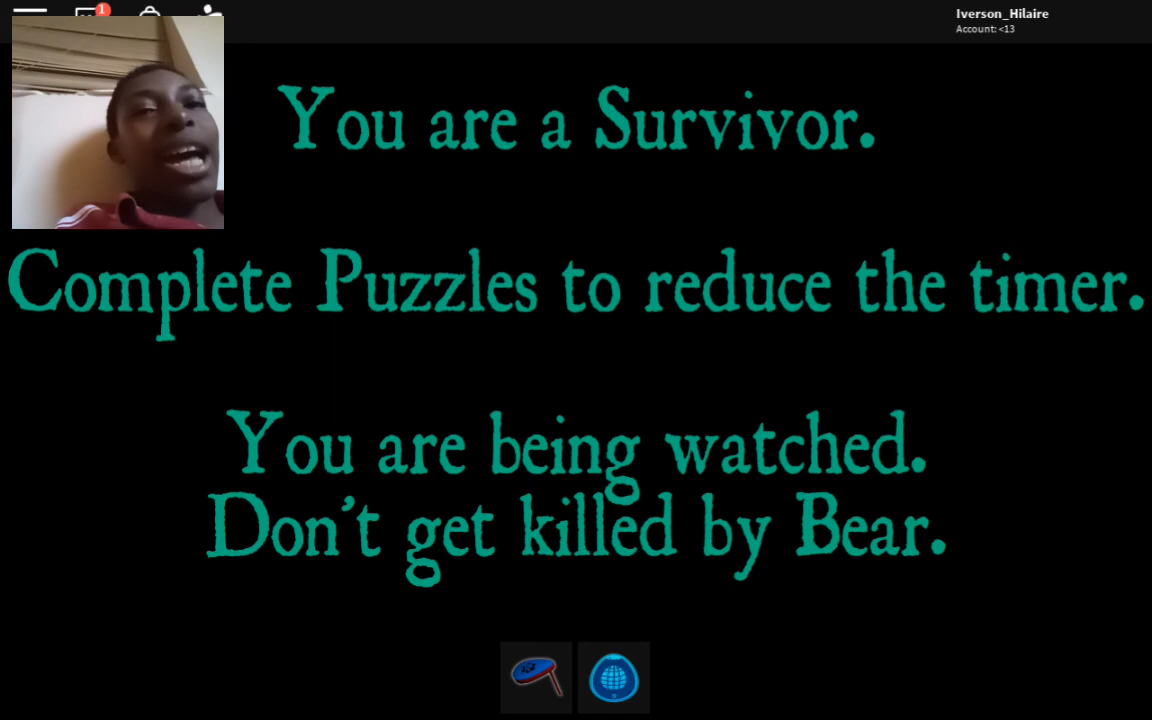 1
Iverson_Hilaire
Account: <13
You are a Survivor.
Complete Puzzles to reduce the timer.
You are being watched.
Don't get killed by Bear.